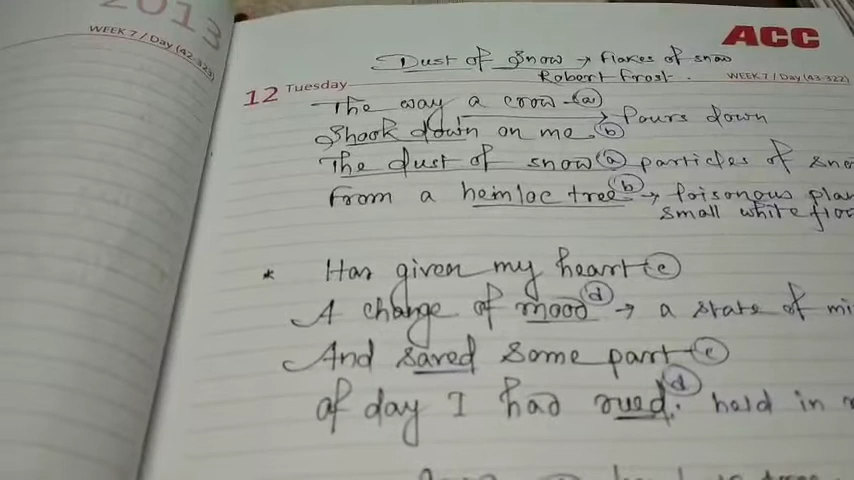 2013
WEEK 7 / Day (42-323)
ACC
Dust of Snow → flakes of snow
Robert Frost.
WEEK 7 / Day (43-322)
12 Tuesday
The way a crow (a)
Shook down on me. (b) → Pours down
The dust of snow (a) particles of sno
From a hemloc tree. (b) → Poisonous plan
small white flo
* Has given my heart (c)
A change of mood (d) → a state of mi
And saved some part (c)
of day I had rued. (d) held in